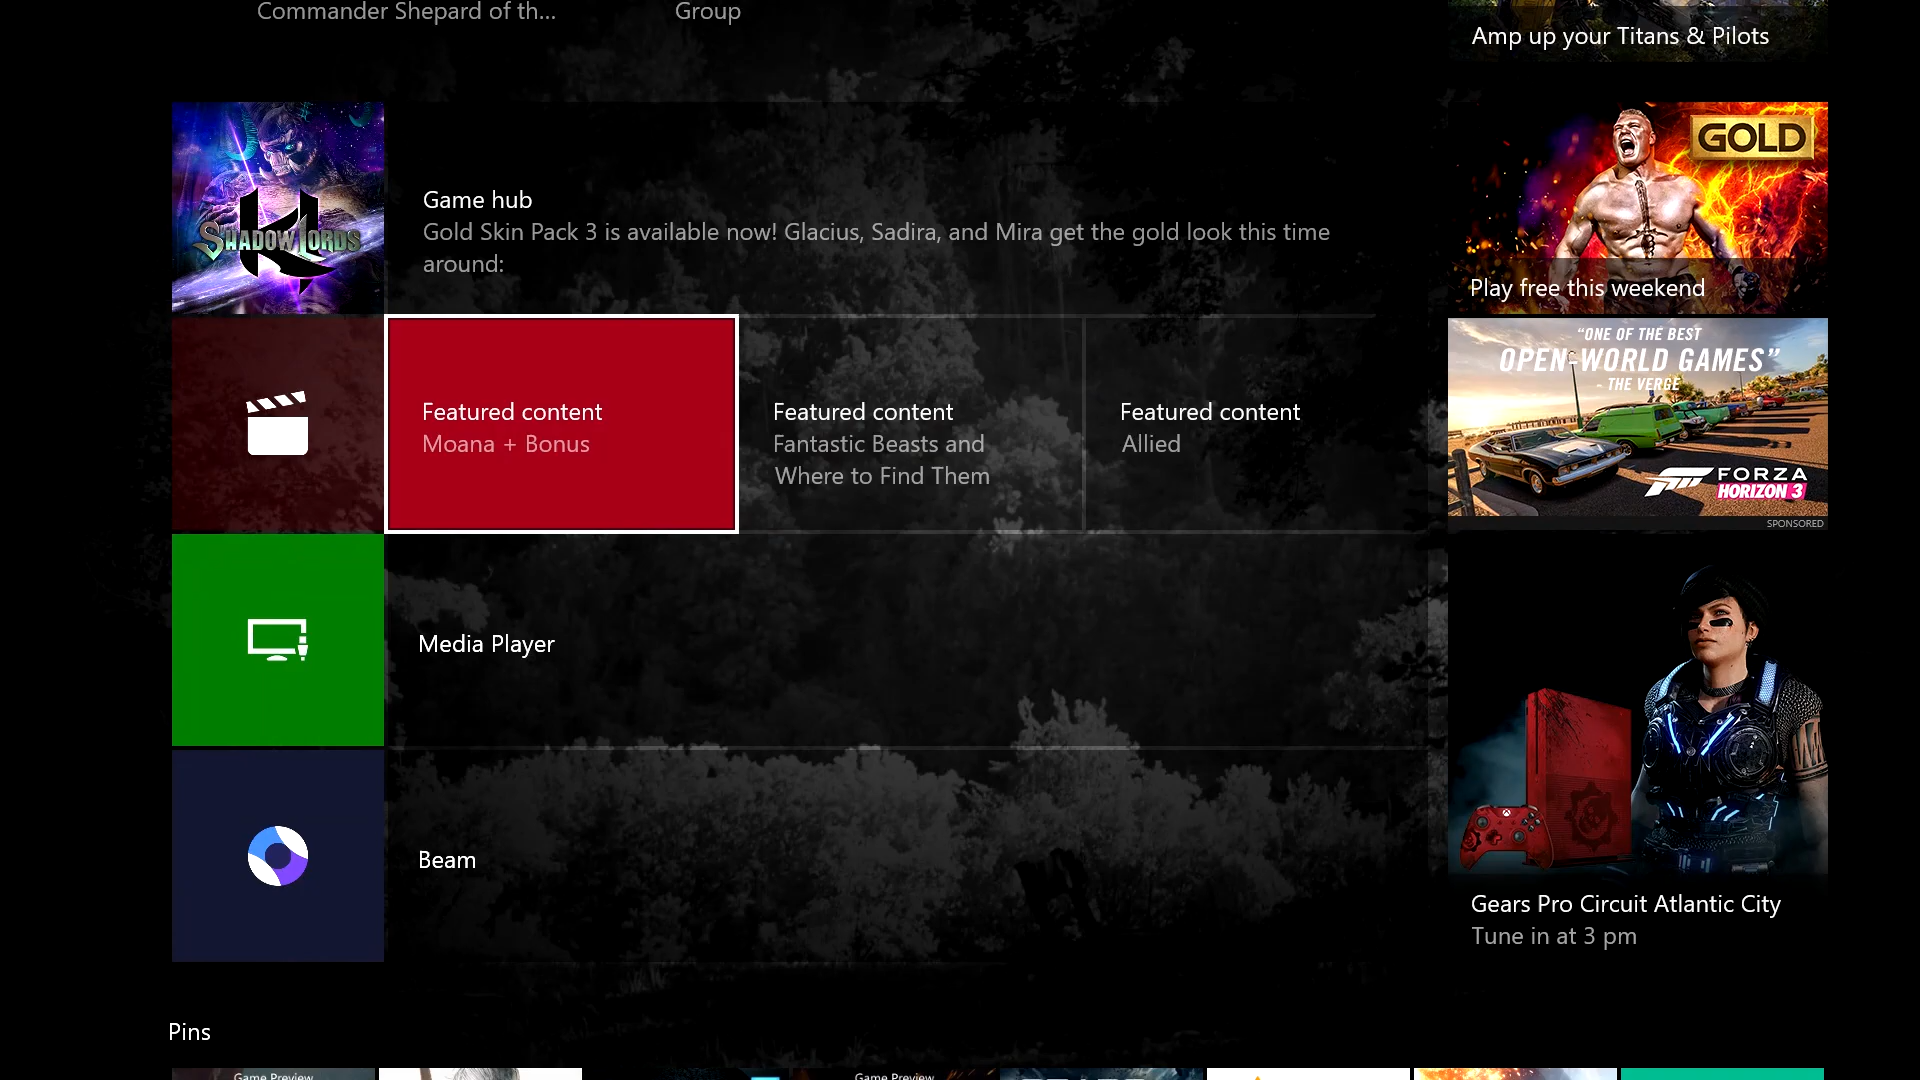 Commander Shepard of th...
Group
Amp up your Titans & Pilots
SHADOW LORDS
Game hub
Gold Skin Pack 3 is available now! Glacius, Sadira, and Mira get the gold look this time
around:
GOLD
Play free this weekend
Featured content
Moana + Bonus
Featured content
Fantastic Beasts and
Where to Find Them
Featured content
Allied
“ONE OF THE BEST
OPEN-WORLD GAMES”
- THE VERGE
FORZA
HORIZON 3
SPONSORED
Media Player
Beam
Gears Pro Circuit Atlantic City
Tune in at 3 pm
Pins
Game Preview
Game Preview